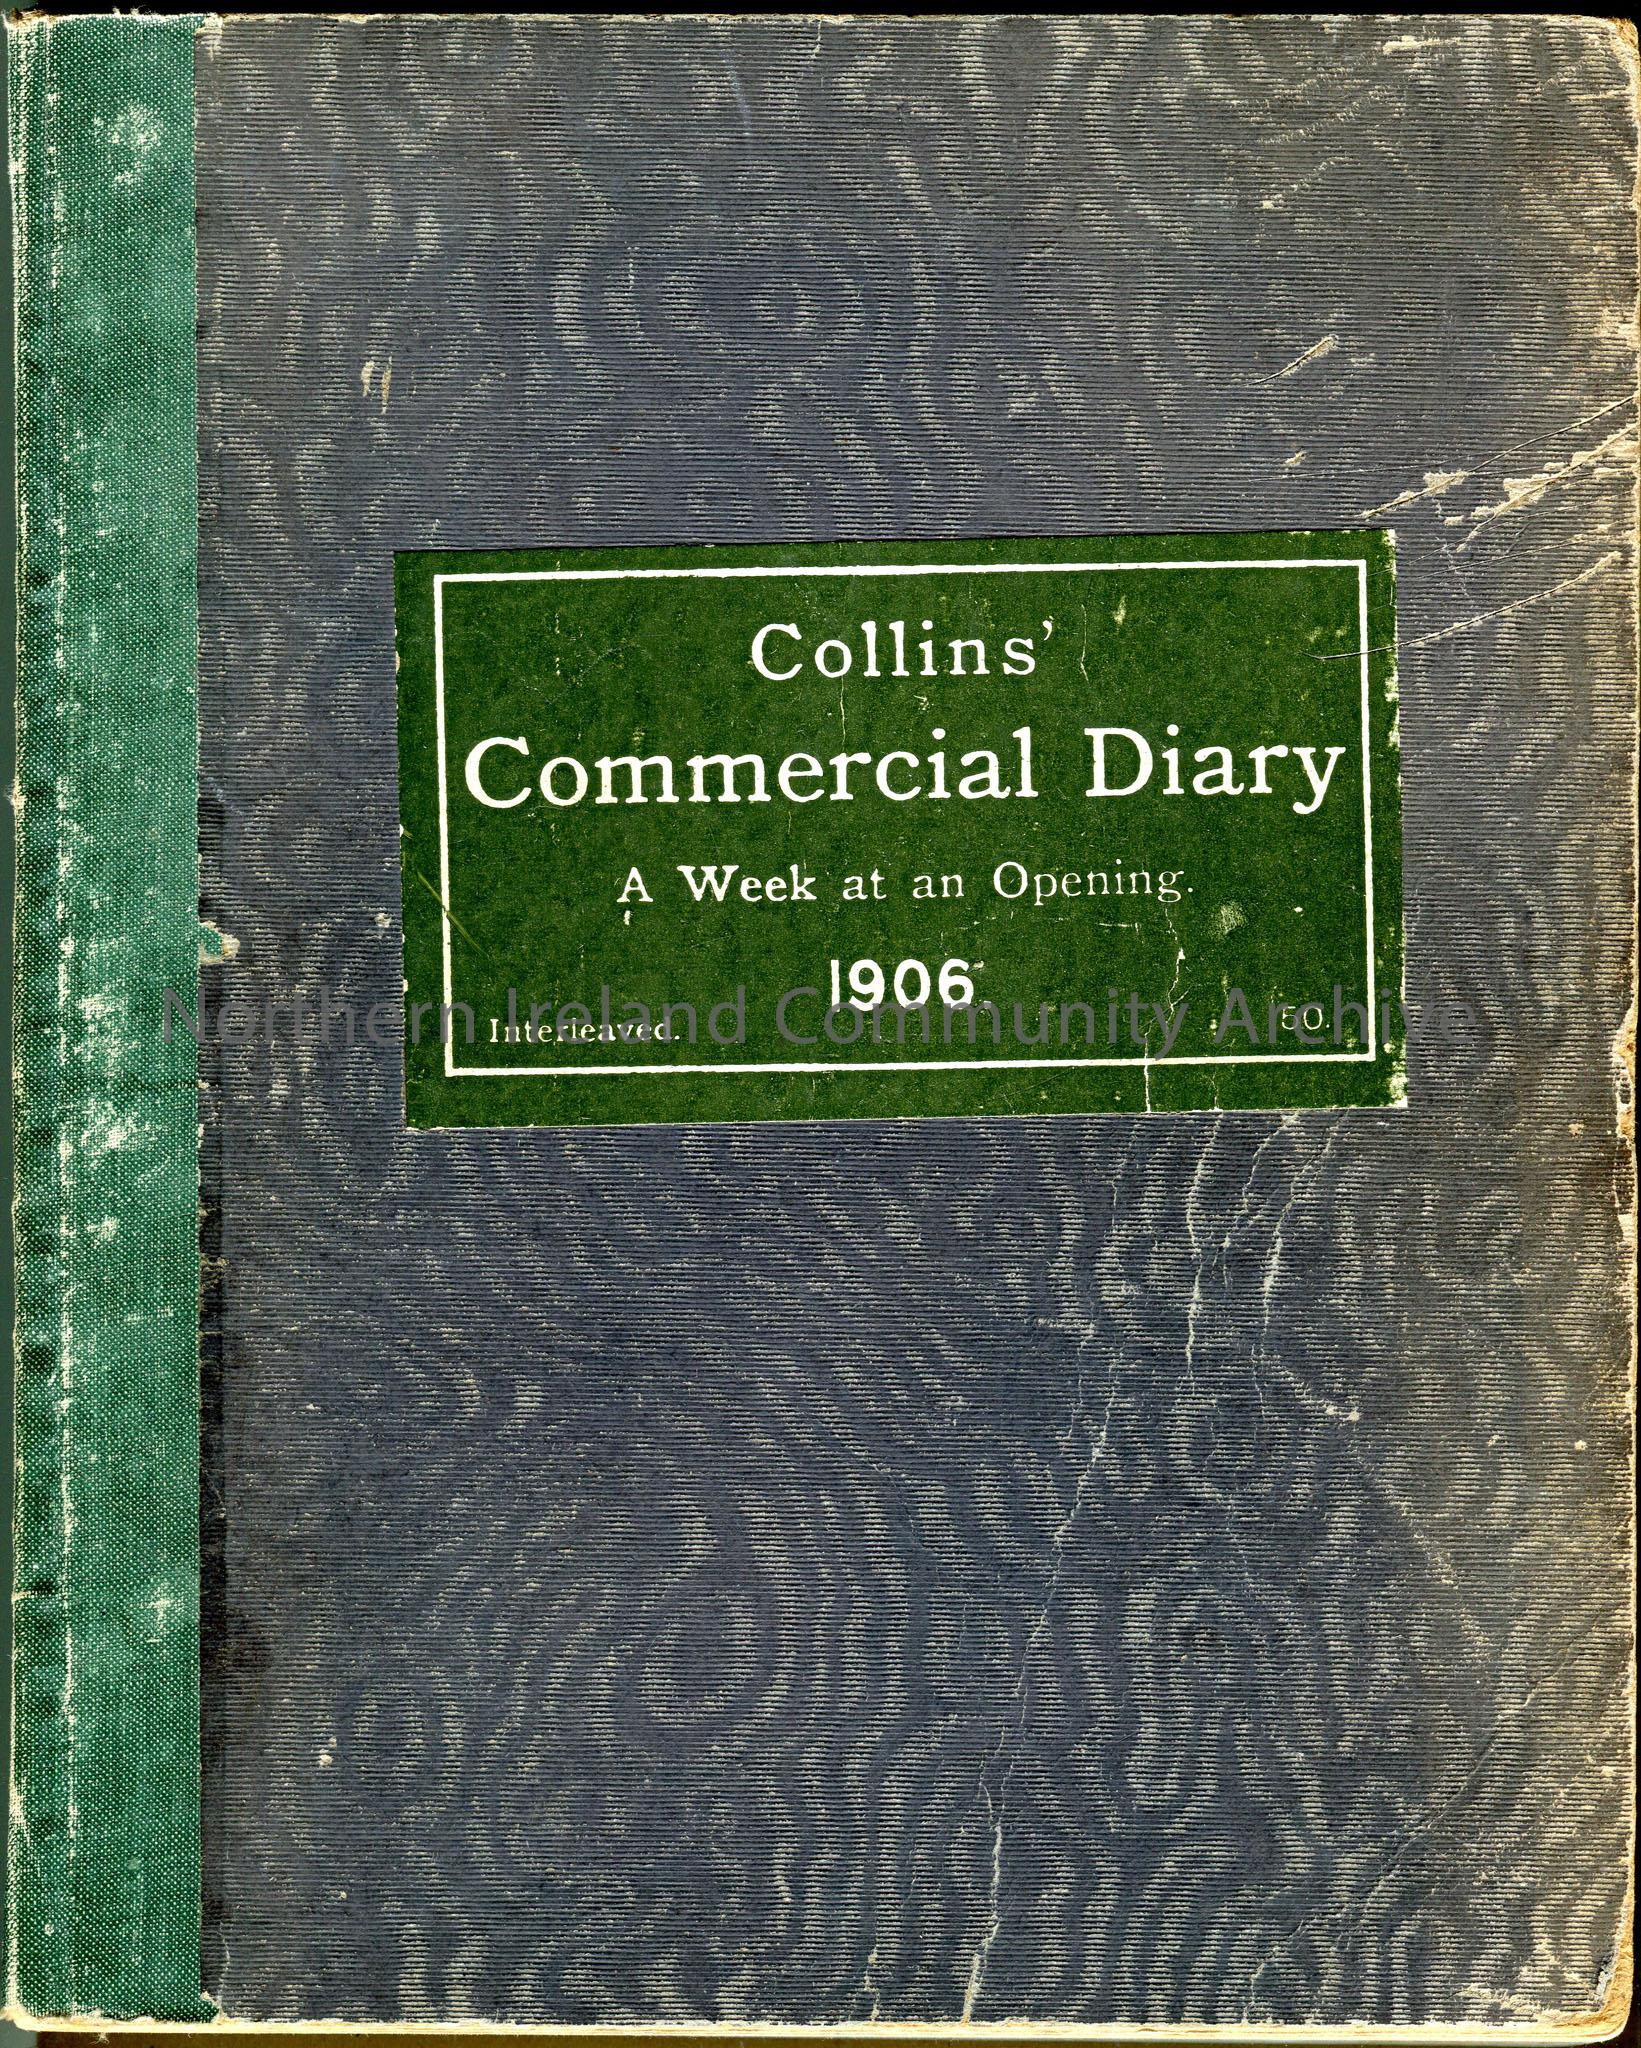 Collins'
Commercial Diary
A Week at an Opening.
1906.
Interleaved. 50.
Northern Ireland Community Archive